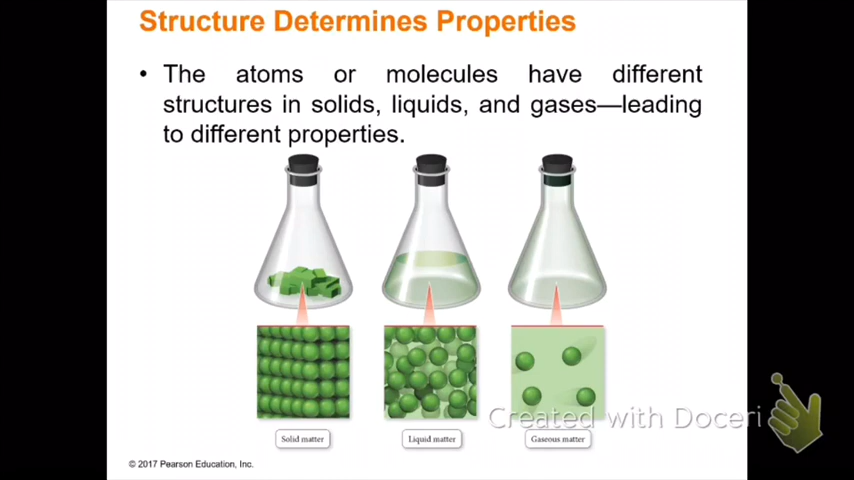 Structure Determines Properties
• The atoms or molecules have different
structures in solids, liquids, and gases—leading
to different properties.
Created with Doceri
Solid matter
Liquid matter
Gaseous matter
© 2017 Pearson Education, Inc.